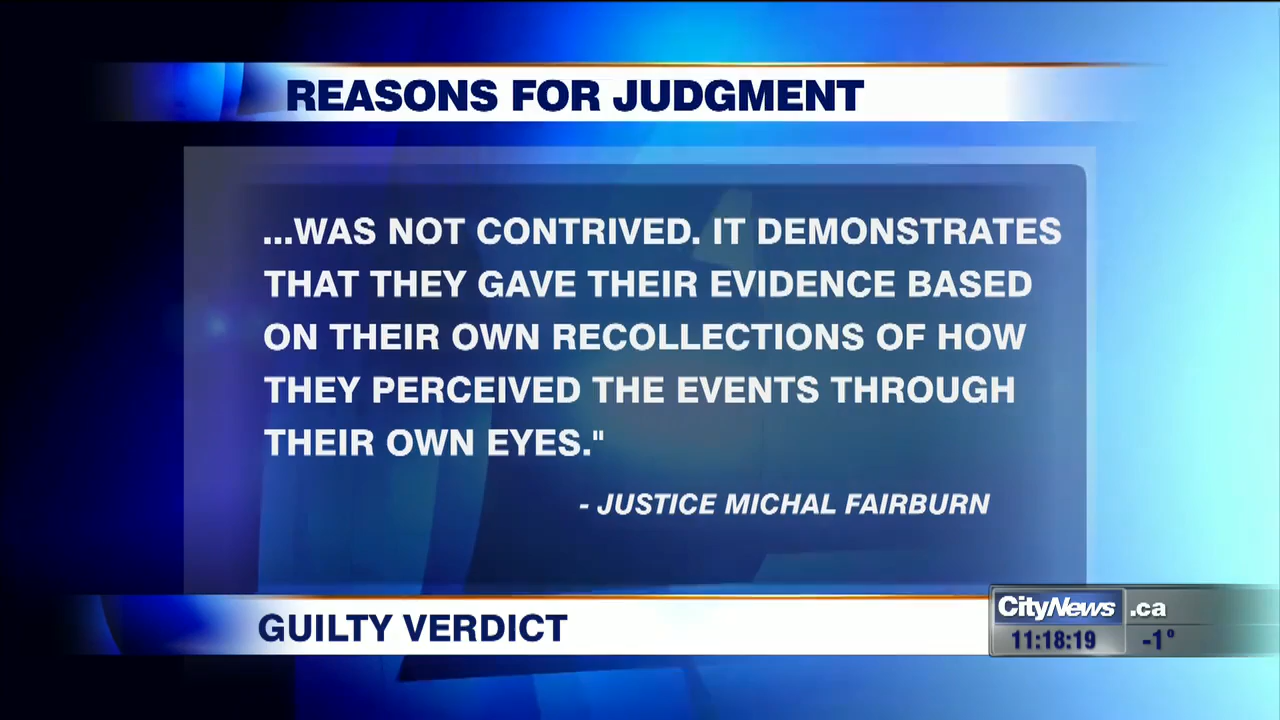 REASONS FOR JUDGMENT
...WAS NOT CONTRIVED. IT DEMONSTRATES
THAT THEY GAVE THEIR EVIDENCE BASED
ON THEIR OWN RECOLLECTIONS OF HOW
THEY PERCEIVED THE EVENTS THROUGH
THEIR OWN EYES."
- JUSTICE MICHAL FAIRBURN
GUILTY VERDICT
CityNews .ca
11:18:19 -1°